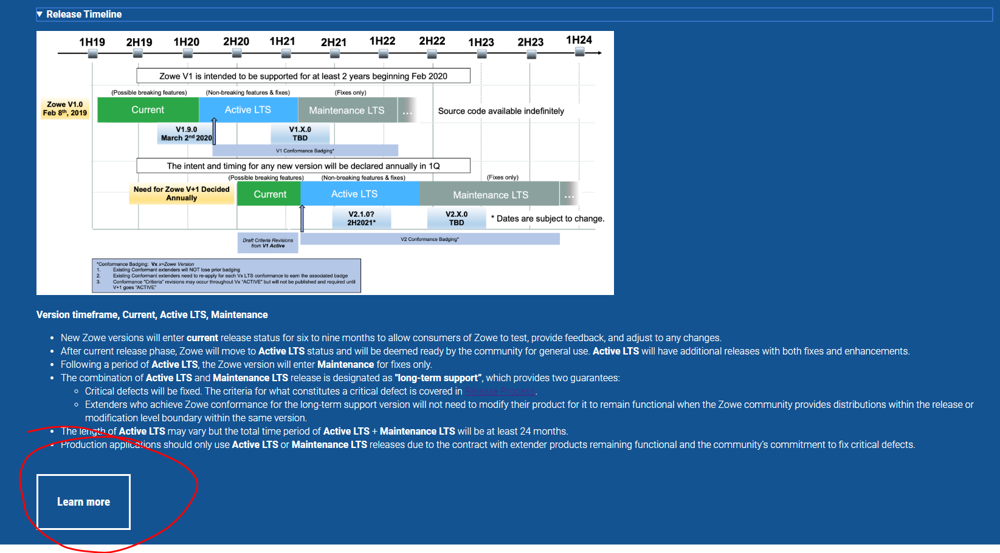 Release Timeline
1H19 2H19 1H20 2H20 1H21 2H21 1H22 2H22 1H23 2H23 1H24
Zowe V1 is intended to be supported for at least 2 years beginning Feb 2020
(Possible breaking features) (Non-breaking features & fixes) (Fixes only)
Zowe V1.0
Feb 8th, 2019
Current Active LTS Maintenance LTS ... Source code available indefinitely
V1.9.0
March 2nd 2020
V1.X.0
TBD
V1 Conformance Badging*
The intent and timing for any new version will be declared annually in 1Q
(Possible breaking features) (Non-breaking features & fixes) (Fixes only)
Need for Zowe V+1 Decided
Annually
Current Active LTS Maintenance LTS ...
V2.1.0?
2H2021*
V2.X.0
TBD
* Dates are subject to change.
Draft Criteria Revisions
from V1 Active
V2 Conformance Badging*
*Conformance Badging: Vx x=Zowe Version
1. Existing Conformant extenders will NOT lose prior badging
2. Existing Conformant extenders need to re-apply for each Vx LTS conformance to earn the associated badge
3. Conformance "Critieria" revisions may occur throughout Vx "ACTIVE" but will not be published and required until
V+1 goes "ACTIVE"
Version timeframe, Current, Active LTS, Maintenance
• New Zowe versions will enter current release status for six to nine months to allow consumers of Zowe to test, provide feedback, and adjust to any changes.
• After current release phase, Zowe will move to Active LTS status and will be deemed ready by the community for general use. Active LTS will have additional releases with both fixes and enhancements.
• Following a period of Active LTS, the Zowe version will enter Maintenance for fixes only.
• The combination of Active LTS and Maintenance LTS release is designated as "long-term support", which provides two guarantees:
◦ Critical defects will be fixed. The criteria for what constitutes a critical defect is covered in Release Process.
◦ Extenders who achieve Zowe conformance for the long-term support version will not need to modify their product for it to remain functional when the Zowe community provides distributions within the release or
modification level boundary within the same version.
• The length of Active LTS may vary but the total time period of Active LTS + Maintenance LTS will be at least 24 months.
• Production applications should only use Active LTS or Maintenance LTS releases due to the contract with extender products remaining functional and the community's commitment to fix critical defects.
Learn more